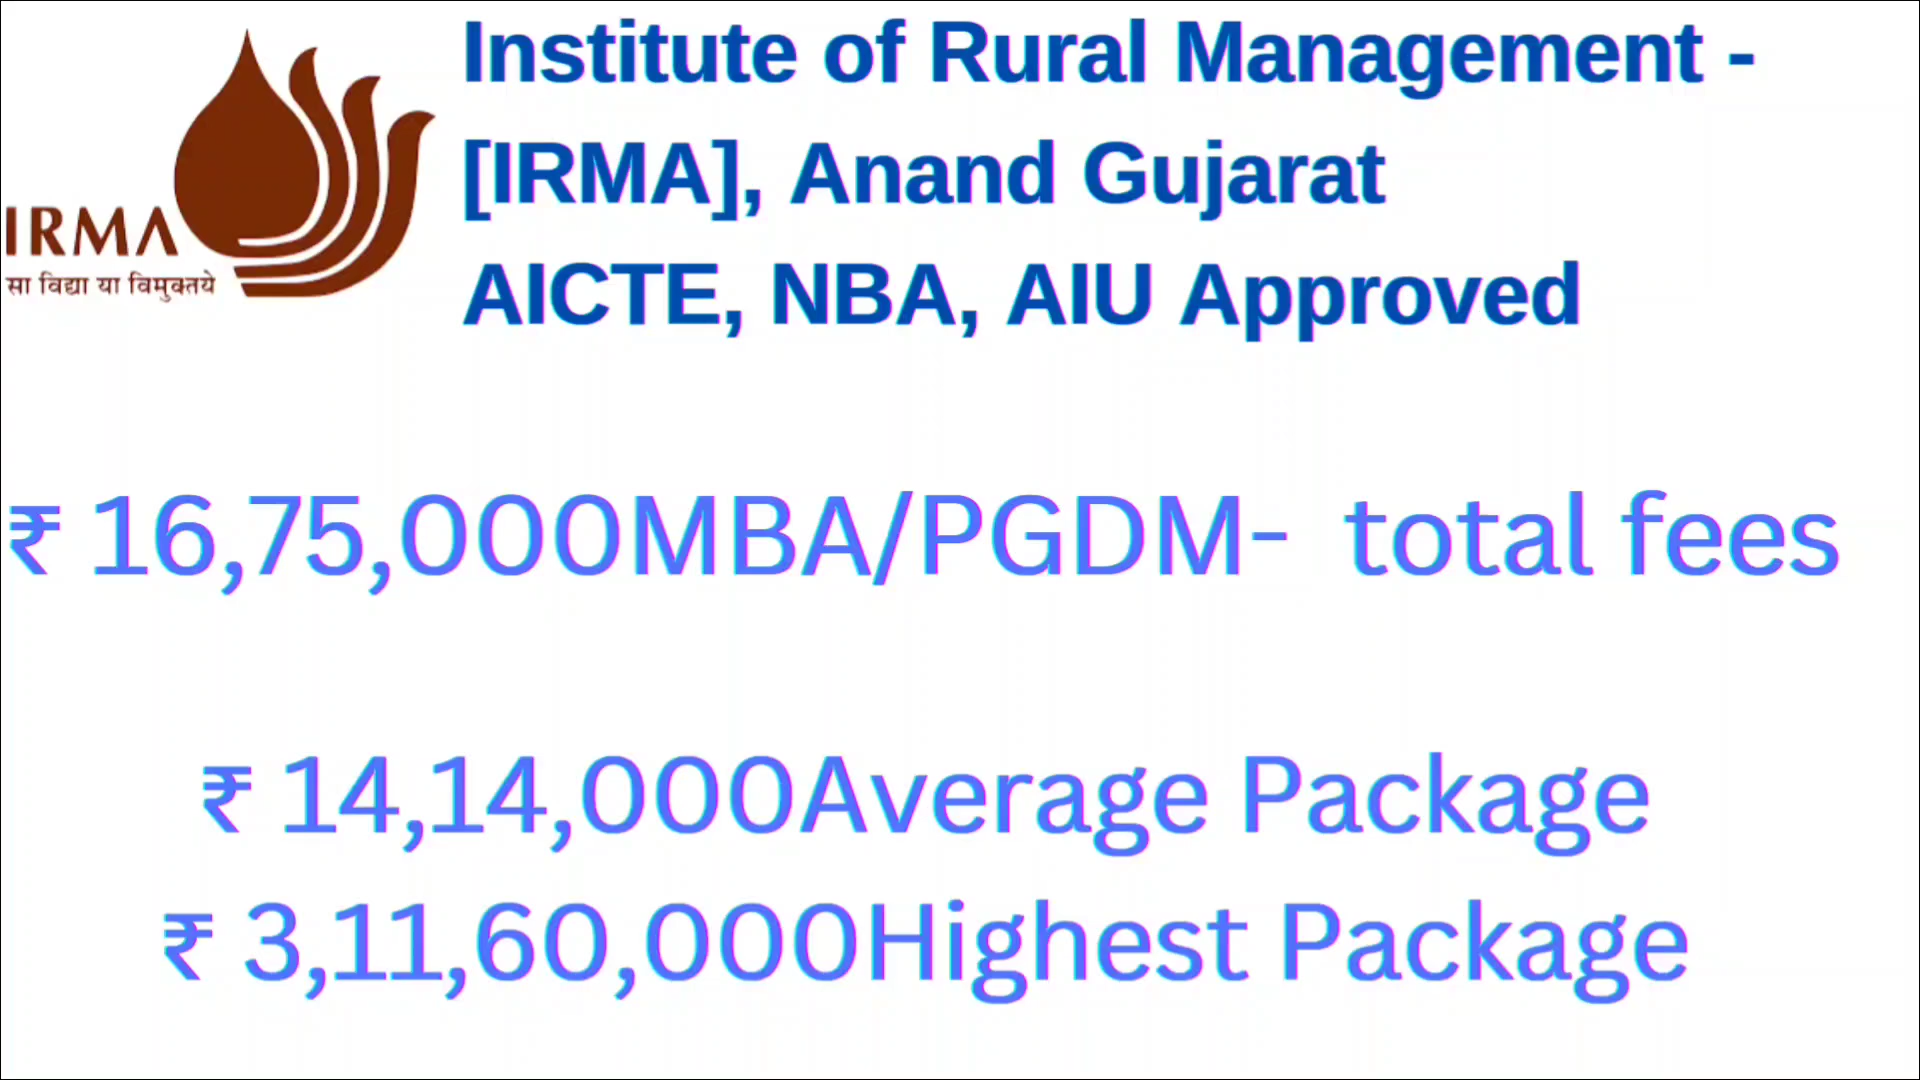 Institute of Rural Management -
[IRMA], Anand Gujarat
AICTE, NBA, AIU Approved
IRMA
सा विद्या या विमुक्तये
₹ 16,75,000MBA/PGDM- total fees
₹ 14,14,000Average Package
₹ 3,11,60,000Highest Package